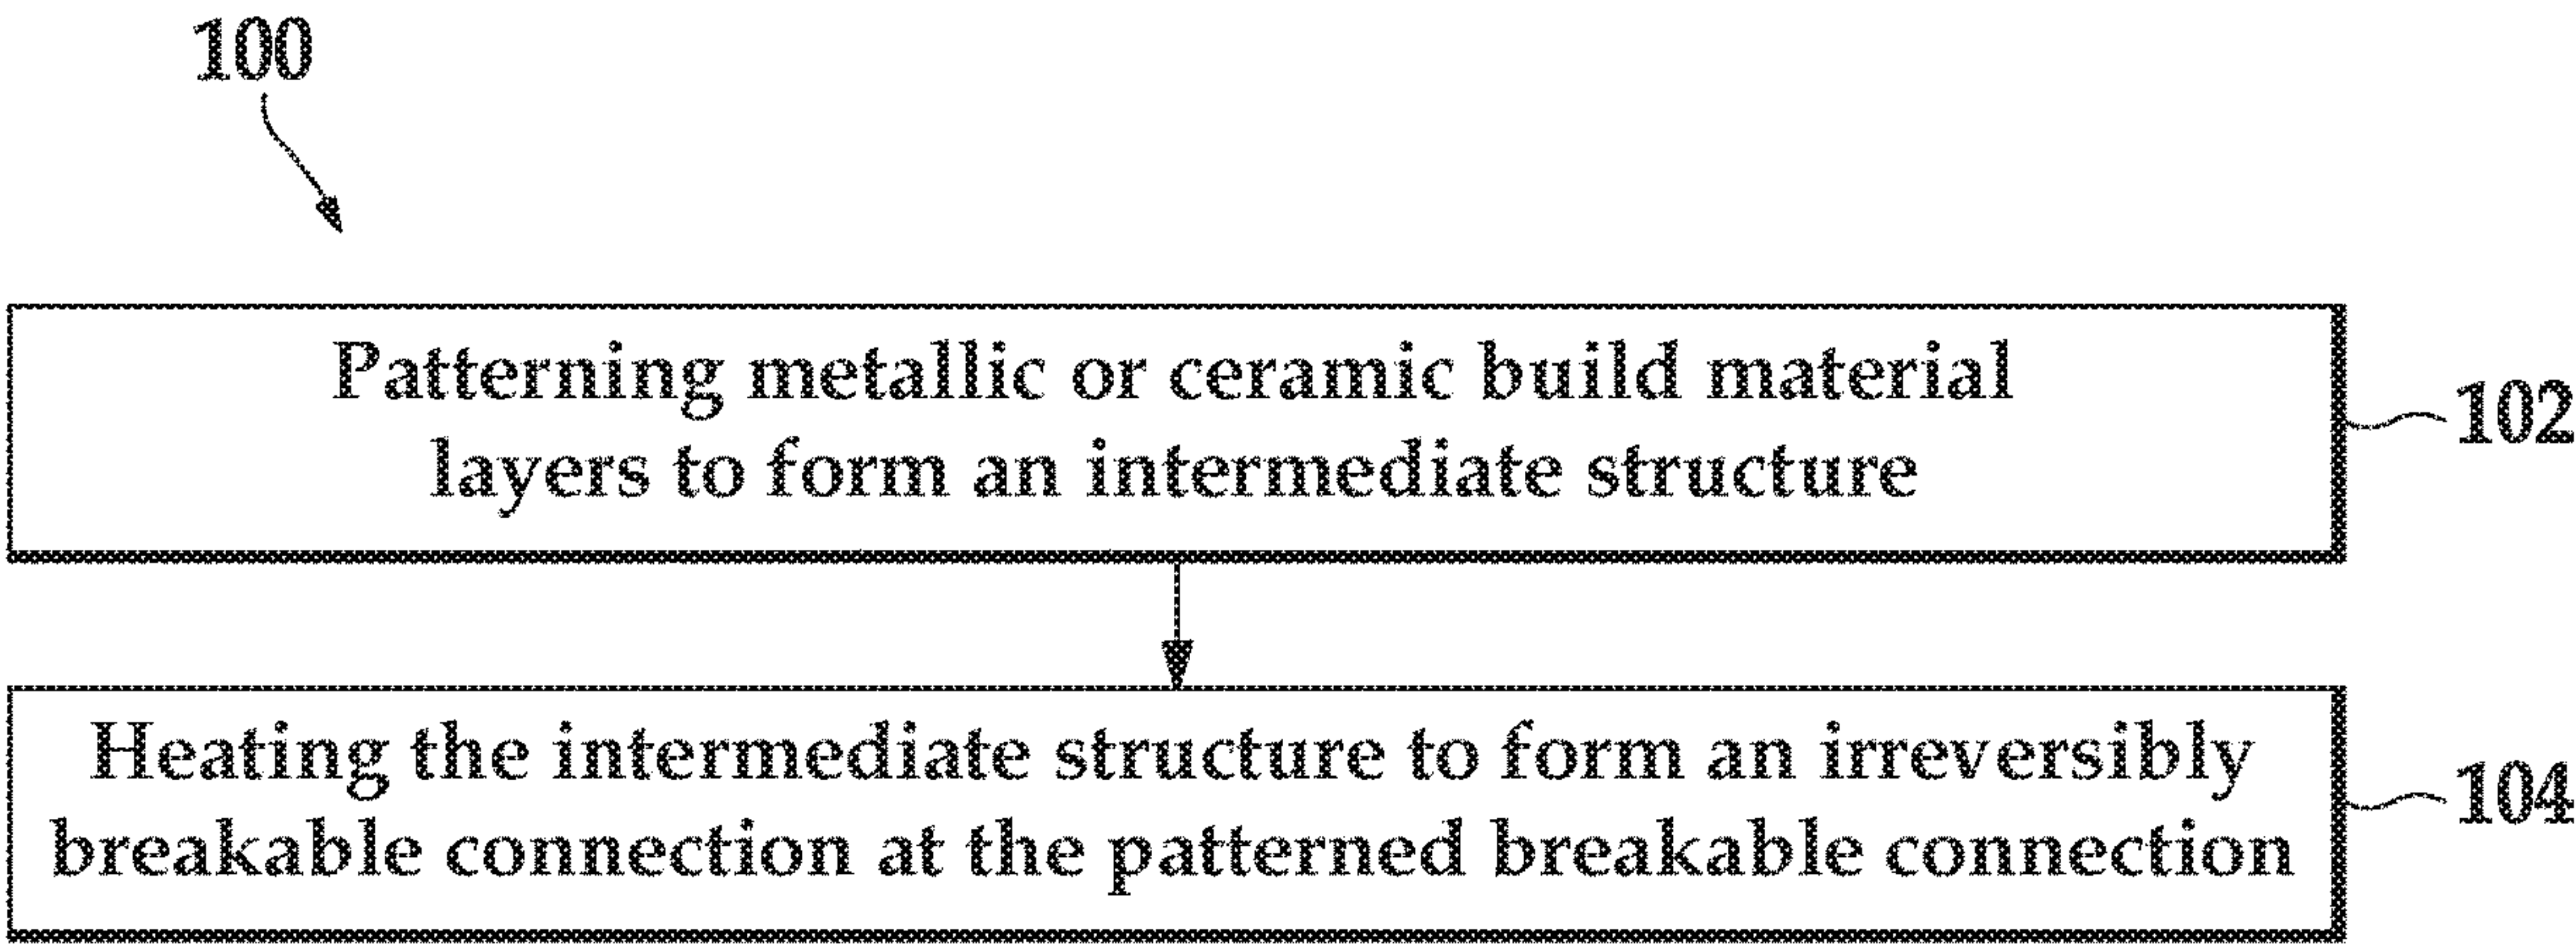 100
Patterning metallic or ceramic build material
layers to form an intermediate structure
102
Heating the intermediate structure to form an irreversibly
breakable connection at the patterned breakable connection
104